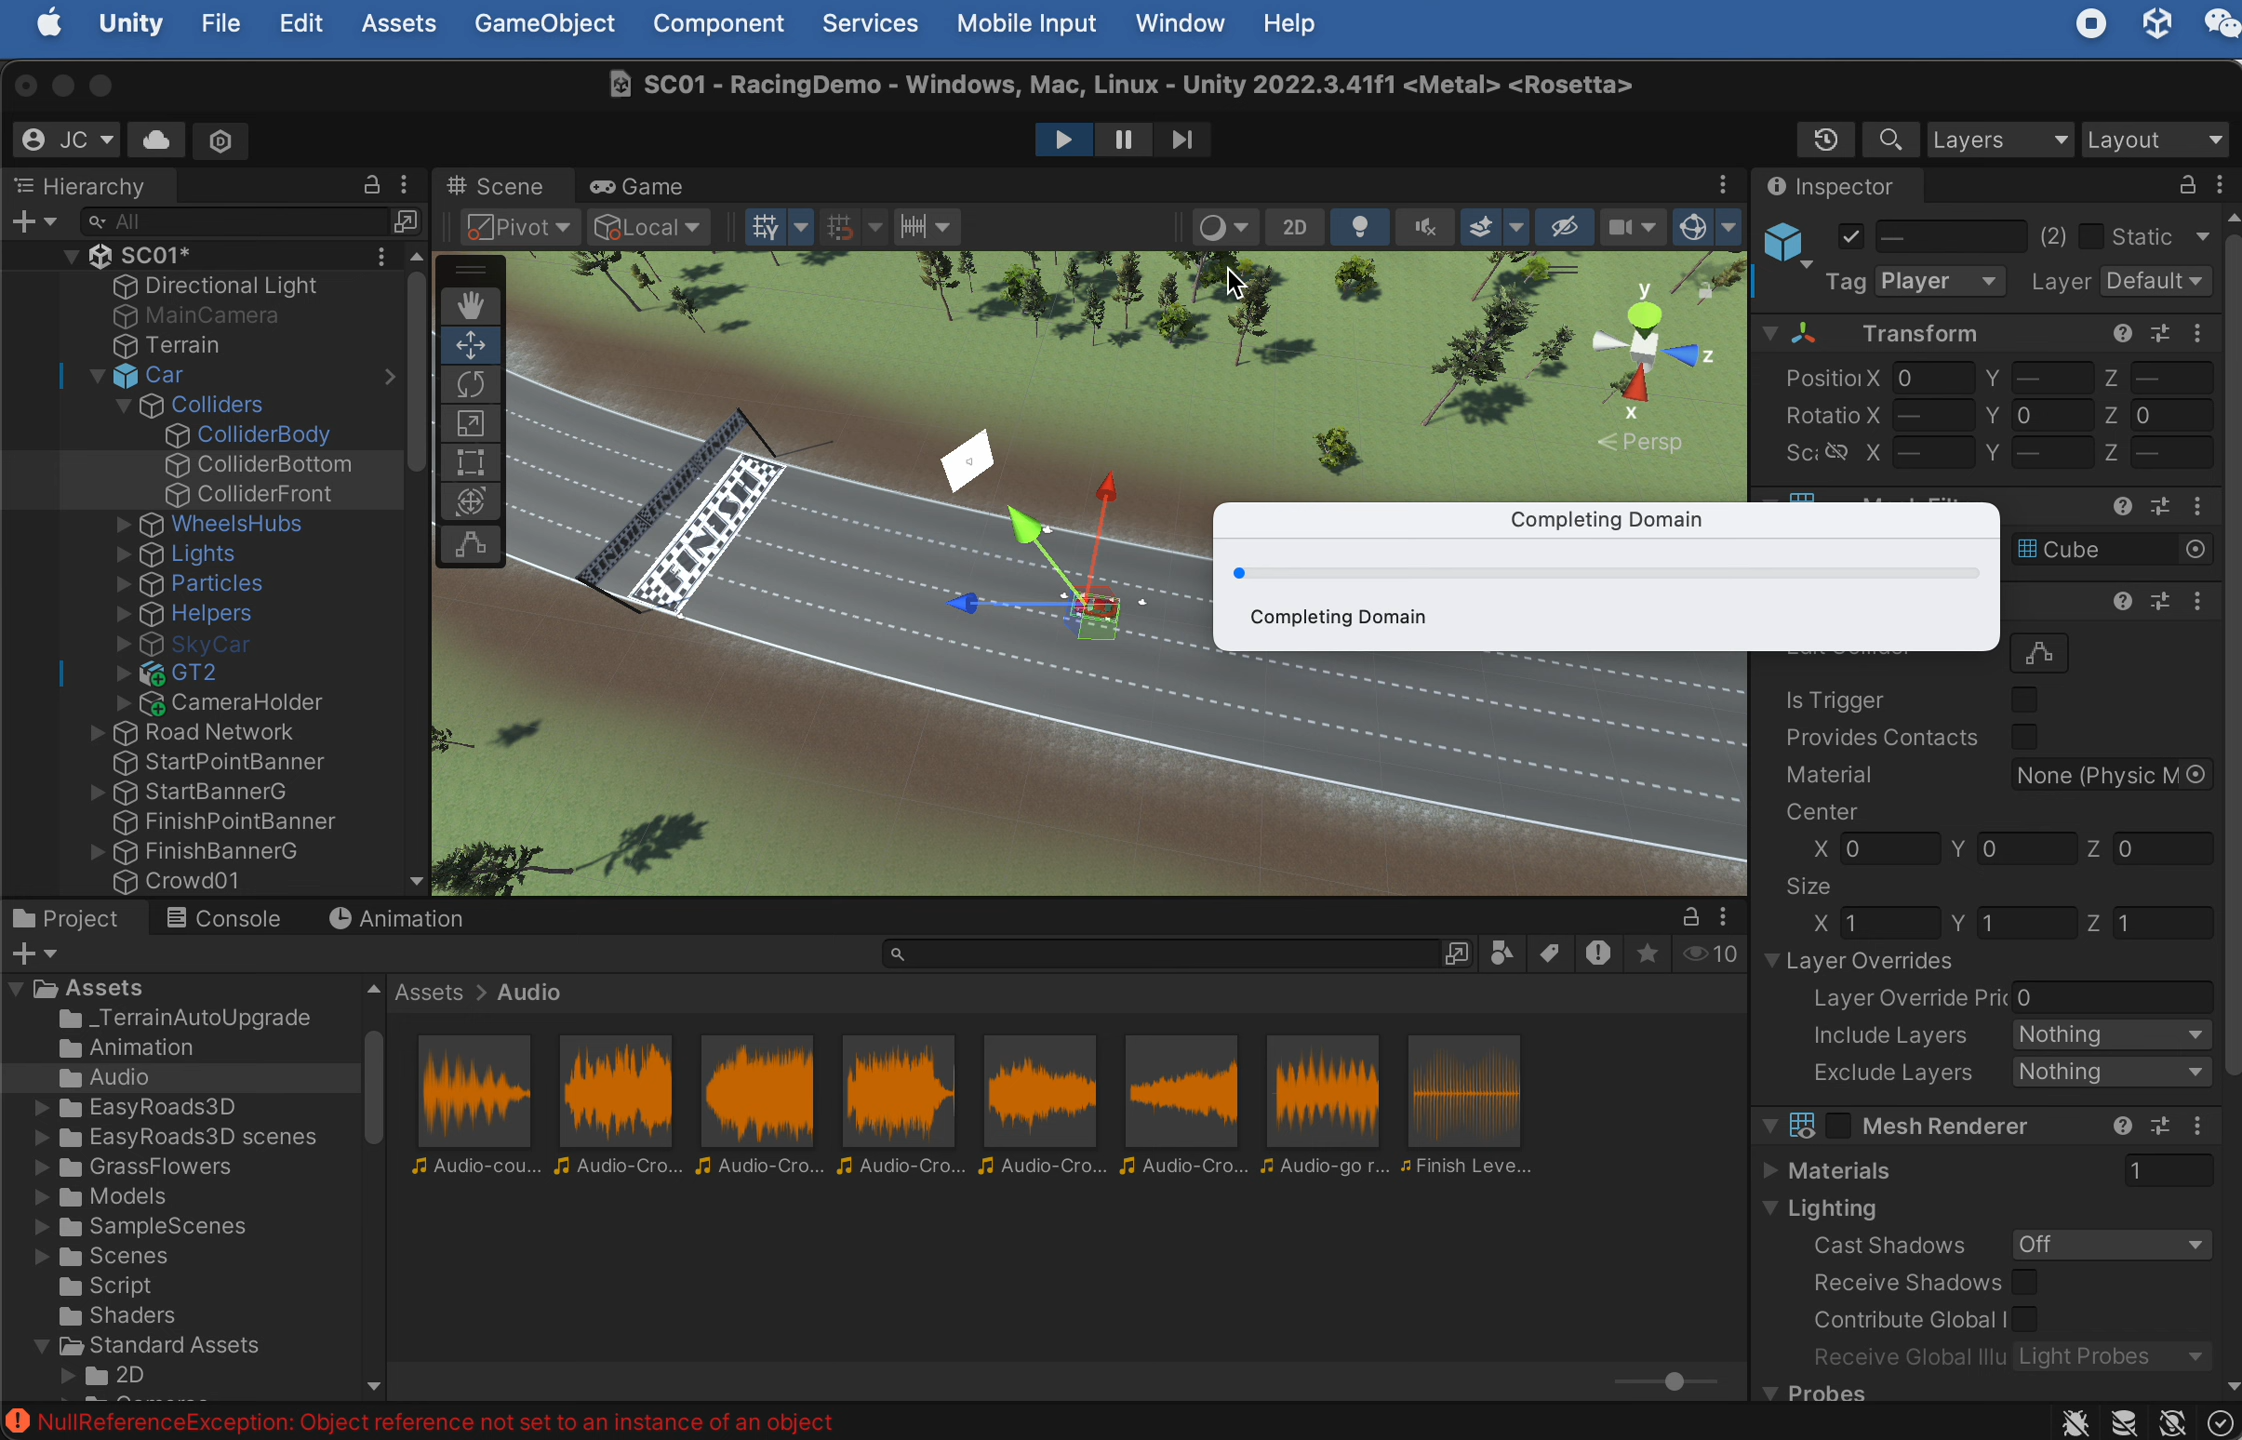 Unity File Edit Assets GameObject Component Services Mobile Input Window Help
SC01 - RacingDemo - Windows, Mac, Linux - Unity 2022.3.41f1 <Metal> <Rosetta>
JC Layers Layout
Hierarchy
All
SC01*
Directional Light
MainCamera
Terrain
Car
Colliders
ColliderBody
ColliderBottom
ColliderFront
WheelsHubs
Lights
Particles
Helpers
SkyCar
GT2
CameraHolder
Road Network
StartPointBanner
StartBannerG
FinishPointBanner
FinishBannerG
Crowd01
Scene Game
Pivot Local 2D
y
z
x
Persp
FINISH
Completing Domain
Completing Domain
Inspector
— (2) Static
Tag Player Layer Default
Transform
Position X 0 Y — Z —
Rotatio X — Y 0 Z 0
Sca X — Y — Z —
Cube
Is Trigger
Provides Contacts
Material None (Physic M
Center
X 0 Y 0 Z 0
Size
X 1 Y 1 Z 1
Layer Overrides
Layer Override Prio 0
Include Layers Nothing
Exclude Layers Nothing
Mesh Renderer
Materials 1
Lighting
Cast Shadows Off
Receive Shadows
Contribute Global I
Receive Global Illu Light Probes
Probes
Project Console Animation
10
Assets
_TerrainAutoUpgrade
Animation
Audio
EasyRoads3D
EasyRoads3D scenes
GrassFlowers
Models
SampleScenes
Scenes
Script
Shaders
Standard Assets
2D
Assets > Audio
Audio-cou... Audio-Cro... Audio-Cro... Audio-Cro... Audio-Cro... Audio-Cro... Audio-go r... Finish Leve...
NullReferenceException: Object reference not set to an instance of an object